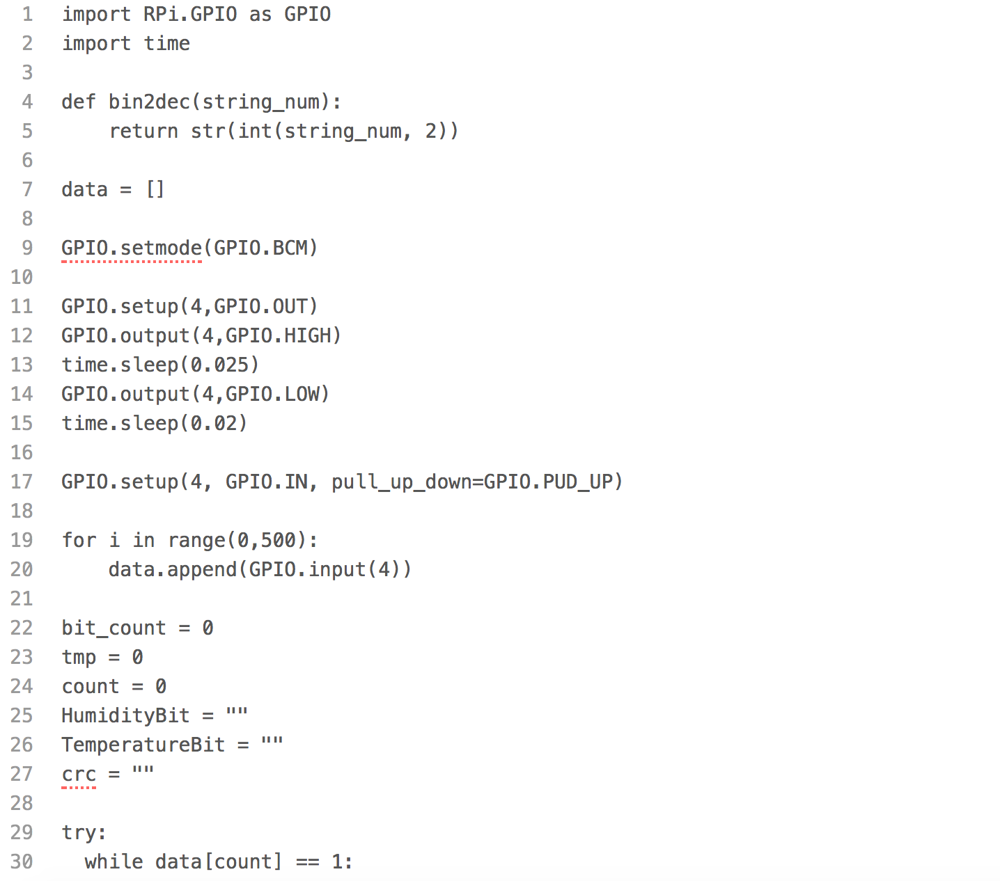 1 import RPi.GPIO as GPIO
2 import time
3
4 def bin2dec(string_num):
5     return str(int(string_num, 2))
6
7 data = []
8
9 GPIO.setmode(GPIO.BCM)
10
11 GPIO.setup(4,GPIO.OUT)
12 GPIO.output(4,GPIO.HIGH)
13 time.sleep(0.025)
14 GPIO.output(4,GPIO.LOW)
15 time.sleep(0.02)
16
17 GPIO.setup(4, GPIO.IN, pull_up_down=GPIO.PUD_UP)
18
19 for i in range(0,500):
20     data.append(GPIO.input(4))
21
22 bit_count = 0
23 tmp = 0
24 count = 0
25 HumidityBit = ""
26 TemperatureBit = ""
27 crc = ""
28
29 try:
30   while data[count] == 1: